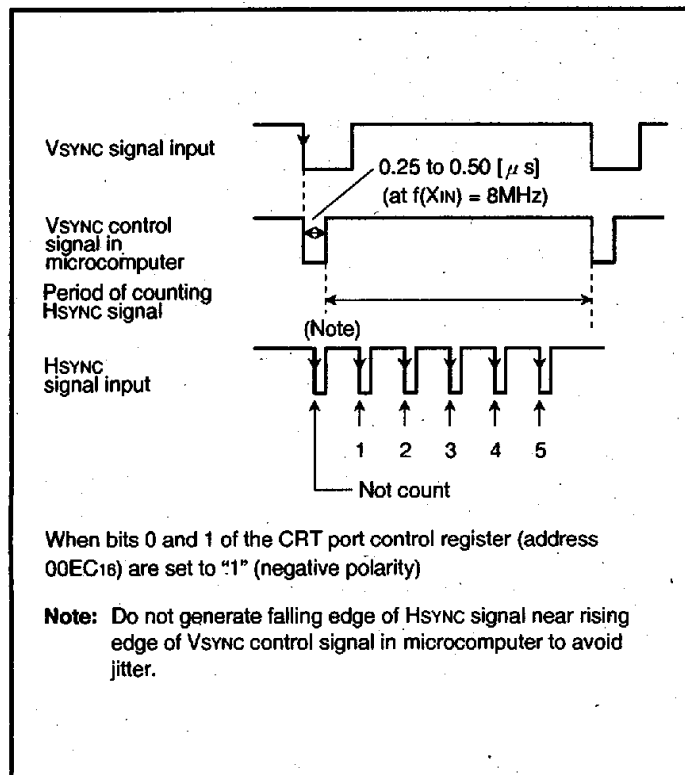 VSYNC signal input
0.25 to 0.50 [μs]
(at f(XIN) = 8MHz)
VSYNC control
signal in
microcomputer
Period of counting
HSYNC signal
(Note)
HSYNC
signal input
1 2 3 4 5
Not count
When bits 0 and 1 of the CRT port control register (address
00EC16) are set to “1” (negative polarity)
Note: Do not generate falling edge of HSYNC signal near rising
edge of VSYNC control signal in microcomputer to avoid
jitter.